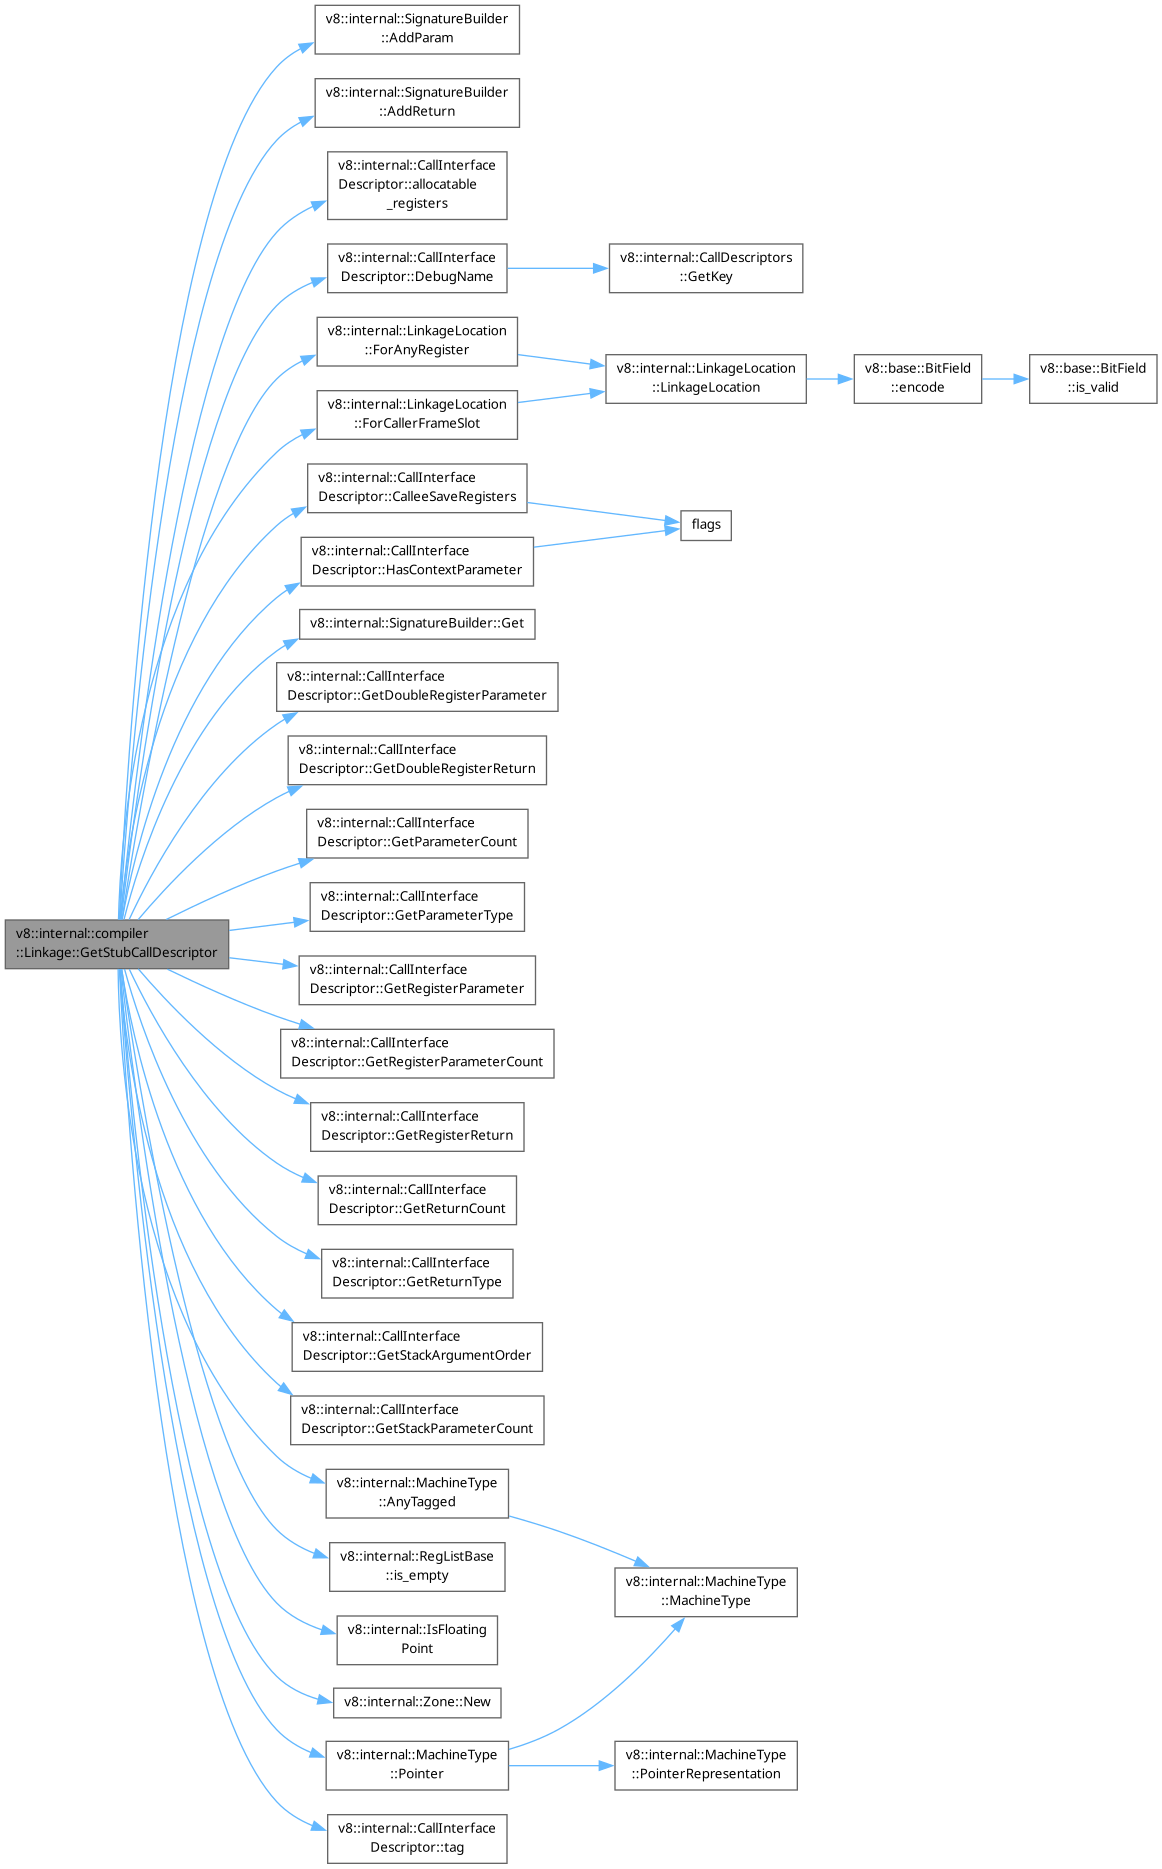 v8::internal::SignatureBuilder
::AddParam
v8::internal::SignatureBuilder
::AddReturn
v8::internal::CallInterface
Descriptor::allocatable
_registers
v8::internal::CallInterface
Descriptor::DebugName
v8::internal::CallDescriptors
::GetKey
v8::internal::LinkageLocation
::ForAnyRegister
v8::internal::LinkageLocation
::LinkageLocation
v8::base::BitField
::encode
v8::base::BitField
::is_valid
v8::internal::LinkageLocation
::ForCallerFrameSlot
v8::internal::CallInterface
Descriptor::CalleeSaveRegisters
flags
v8::internal::CallInterface
Descriptor::HasContextParameter
v8::internal::SignatureBuilder::Get
v8::internal::CallInterface
Descriptor::GetDoubleRegisterParameter
v8::internal::CallInterface
Descriptor::GetDoubleRegisterReturn
v8::internal::CallInterface
Descriptor::GetParameterCount
v8::internal::CallInterface
Descriptor::GetParameterType
v8::internal::compiler
::Linkage::GetStubCallDescriptor
v8::internal::CallInterface
Descriptor::GetRegisterParameter
v8::internal::CallInterface
Descriptor::GetRegisterParameterCount
v8::internal::CallInterface
Descriptor::GetRegisterReturn
v8::internal::CallInterface
Descriptor::GetReturnCount
v8::internal::CallInterface
Descriptor::GetReturnType
v8::internal::CallInterface
Descriptor::GetStackArgumentOrder
v8::internal::CallInterface
Descriptor::GetStackParameterCount
v8::internal::MachineType
::AnyTagged
v8::internal::RegListBase
::is_empty
v8::internal::MachineType
::MachineType
v8::internal::IsFloating
Point
v8::internal::Zone::New
v8::internal::MachineType
::Pointer
v8::internal::MachineType
::PointerRepresentation
v8::internal::CallInterface
Descriptor::tag